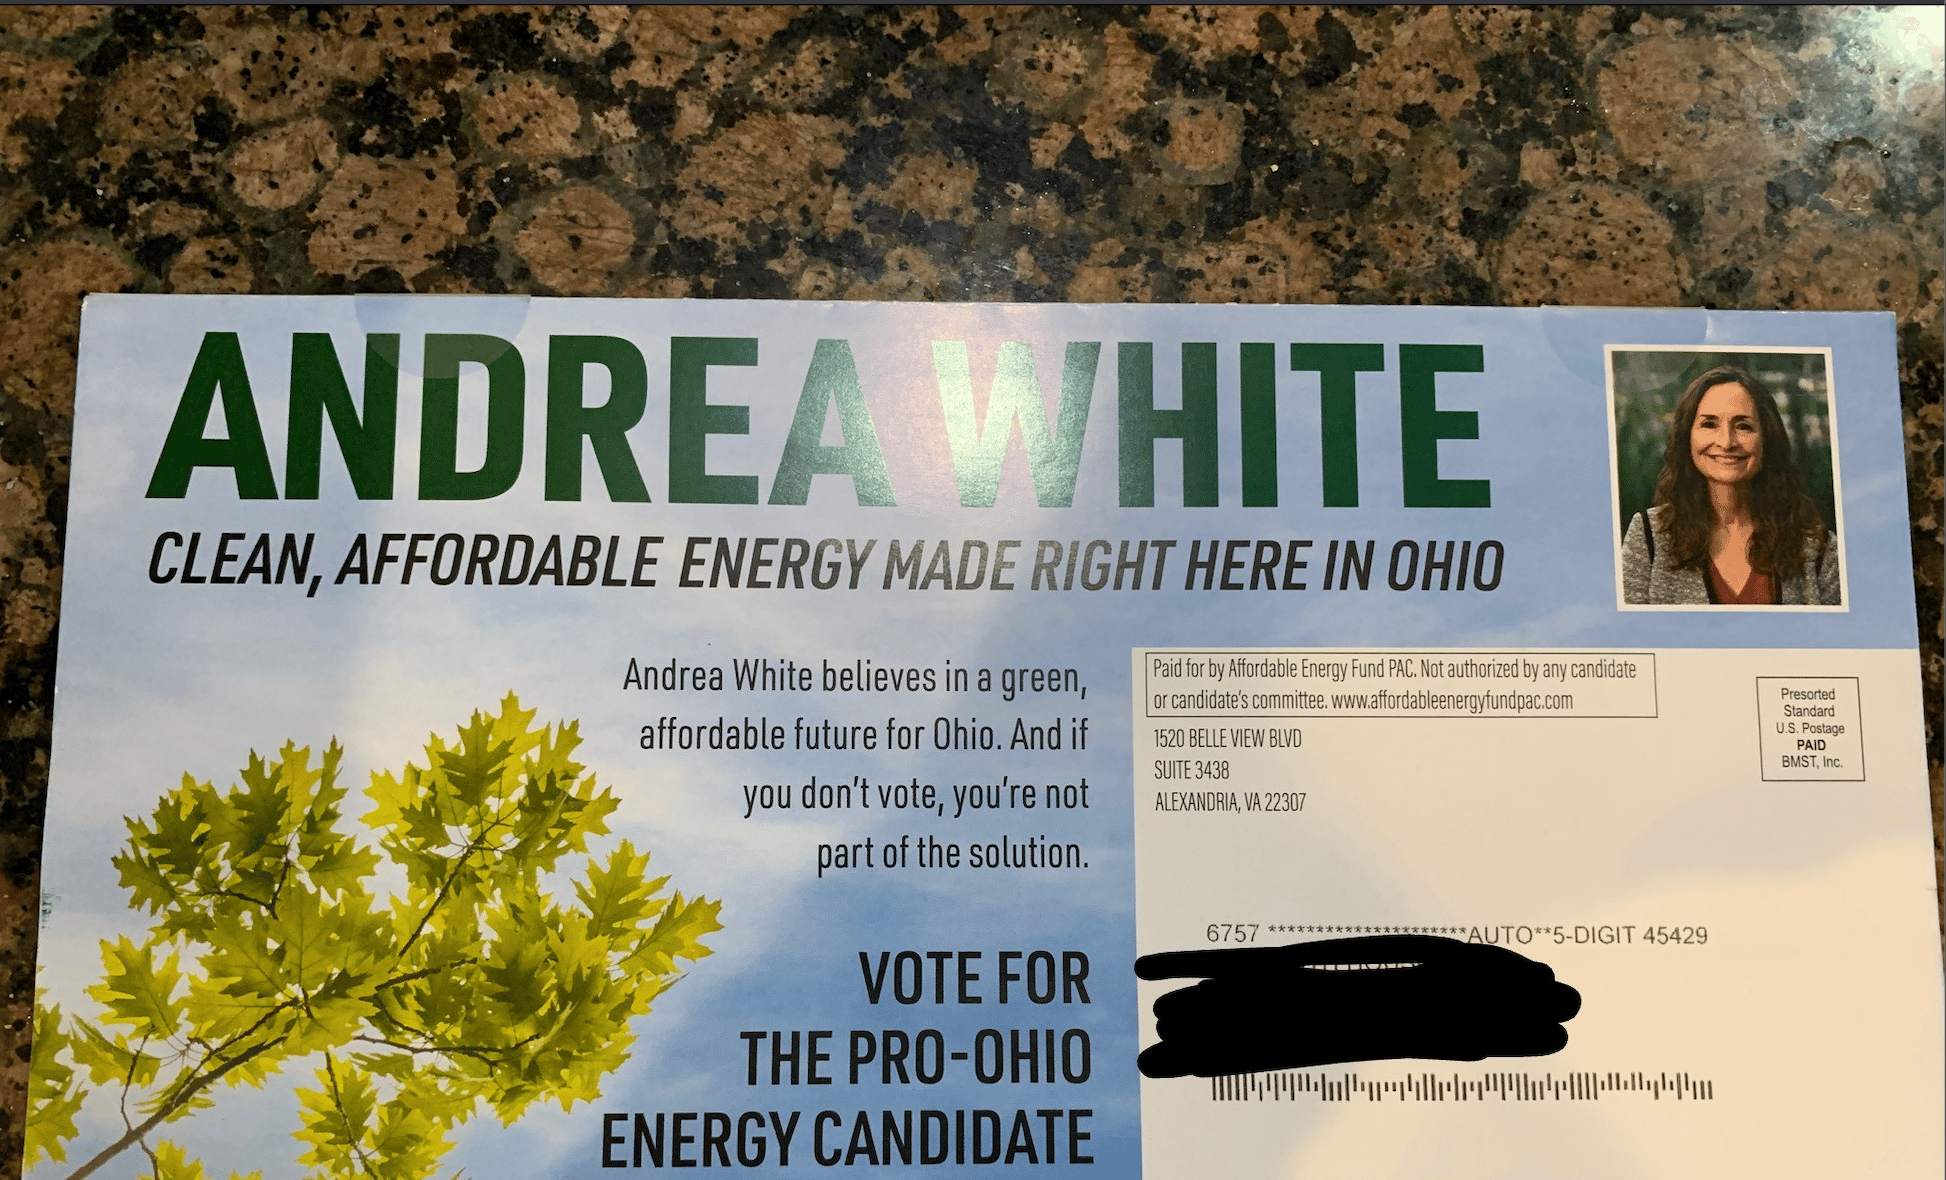 ANDREA WHITE
CLEAN, AFFORDABLE ENERGY MADE RIGHT HERE IN OHIO
Andrea White believes in a green,
affordable future for Ohio. And if
you don't vote, you're not
part of the solution.
VOTE FOR
THE PRO-OHIO
ENERGY CANDIDATE
Paid for by Affordable Energy Fund PAC. Not authorized by any candidate
or candidate's committee. www.affordableenergyfundpac.com
1520 BELLE VIEW BLVD
SUITE 3438
ALEXANDRIA, VA 22307
Presorted
Standard
U.S. Postage
PAID
BMST, Inc.
6757 *********************AUTO**5-DIGIT 45429